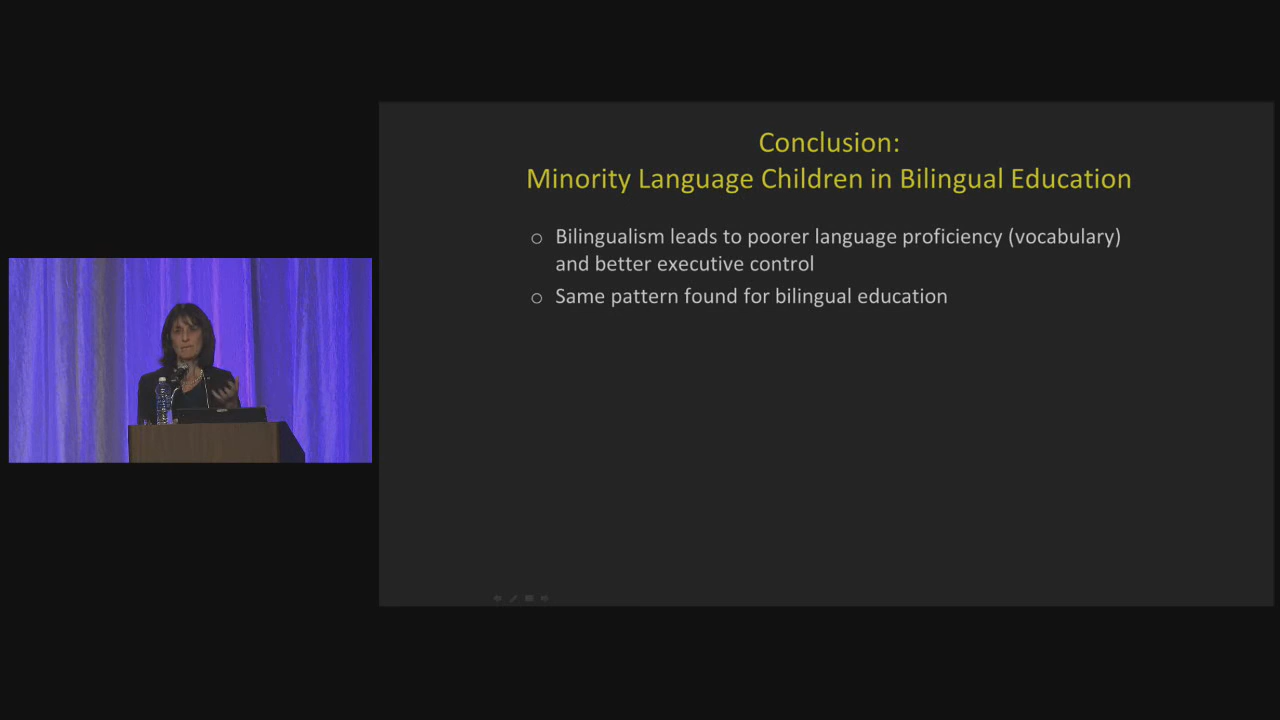 Conclusion:
Minority Language Children in Bilingual Education
○ Bilingualism leads to poorer language proficiency (vocabulary)
and better executive control
○ Same pattern found for bilingual education